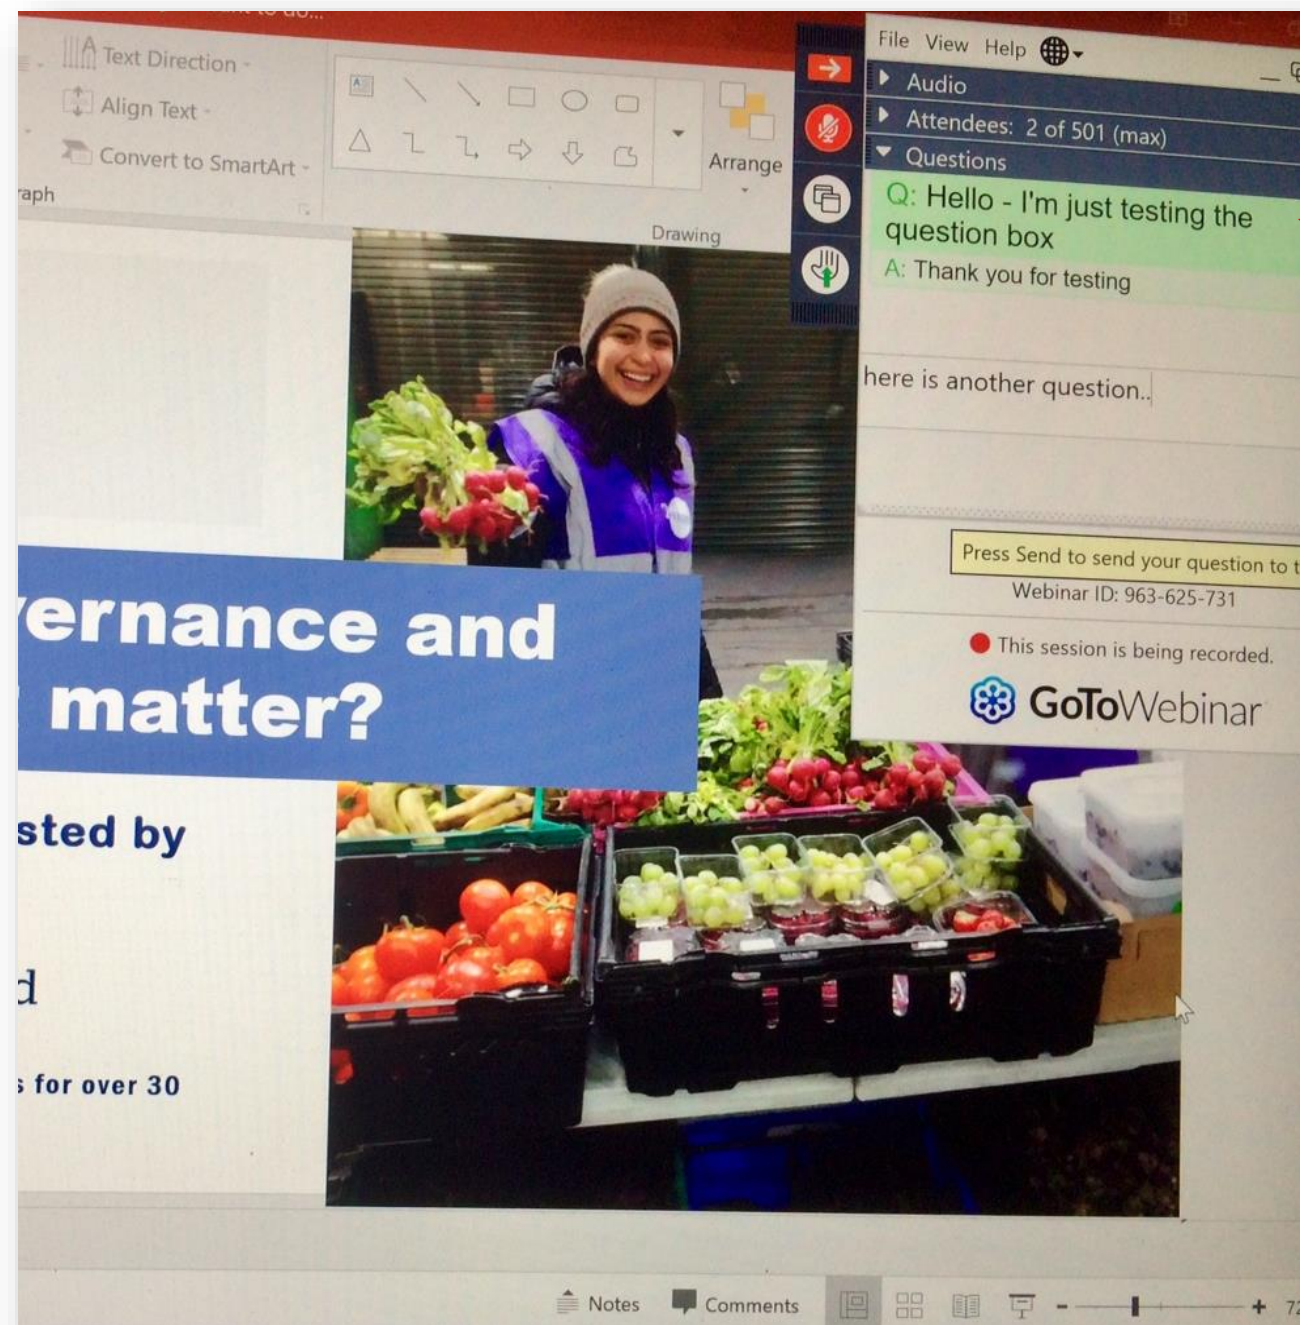 Text Direction
Align Text
Convert to SmartArt
raph
Arrange
Drawing
File View Help
Audio
Attendees: 2 of 501 (max)
Questions
Q: Hello - I'm just testing the
question box
A: Thank you for testing
here is another question..
Press Send to send your question to t
Webinar ID: 963-625-731
This session is being recorded.
GoToWebinar
ernance and
matter?
sted by
d
s for over 30
Notes
Comments
72